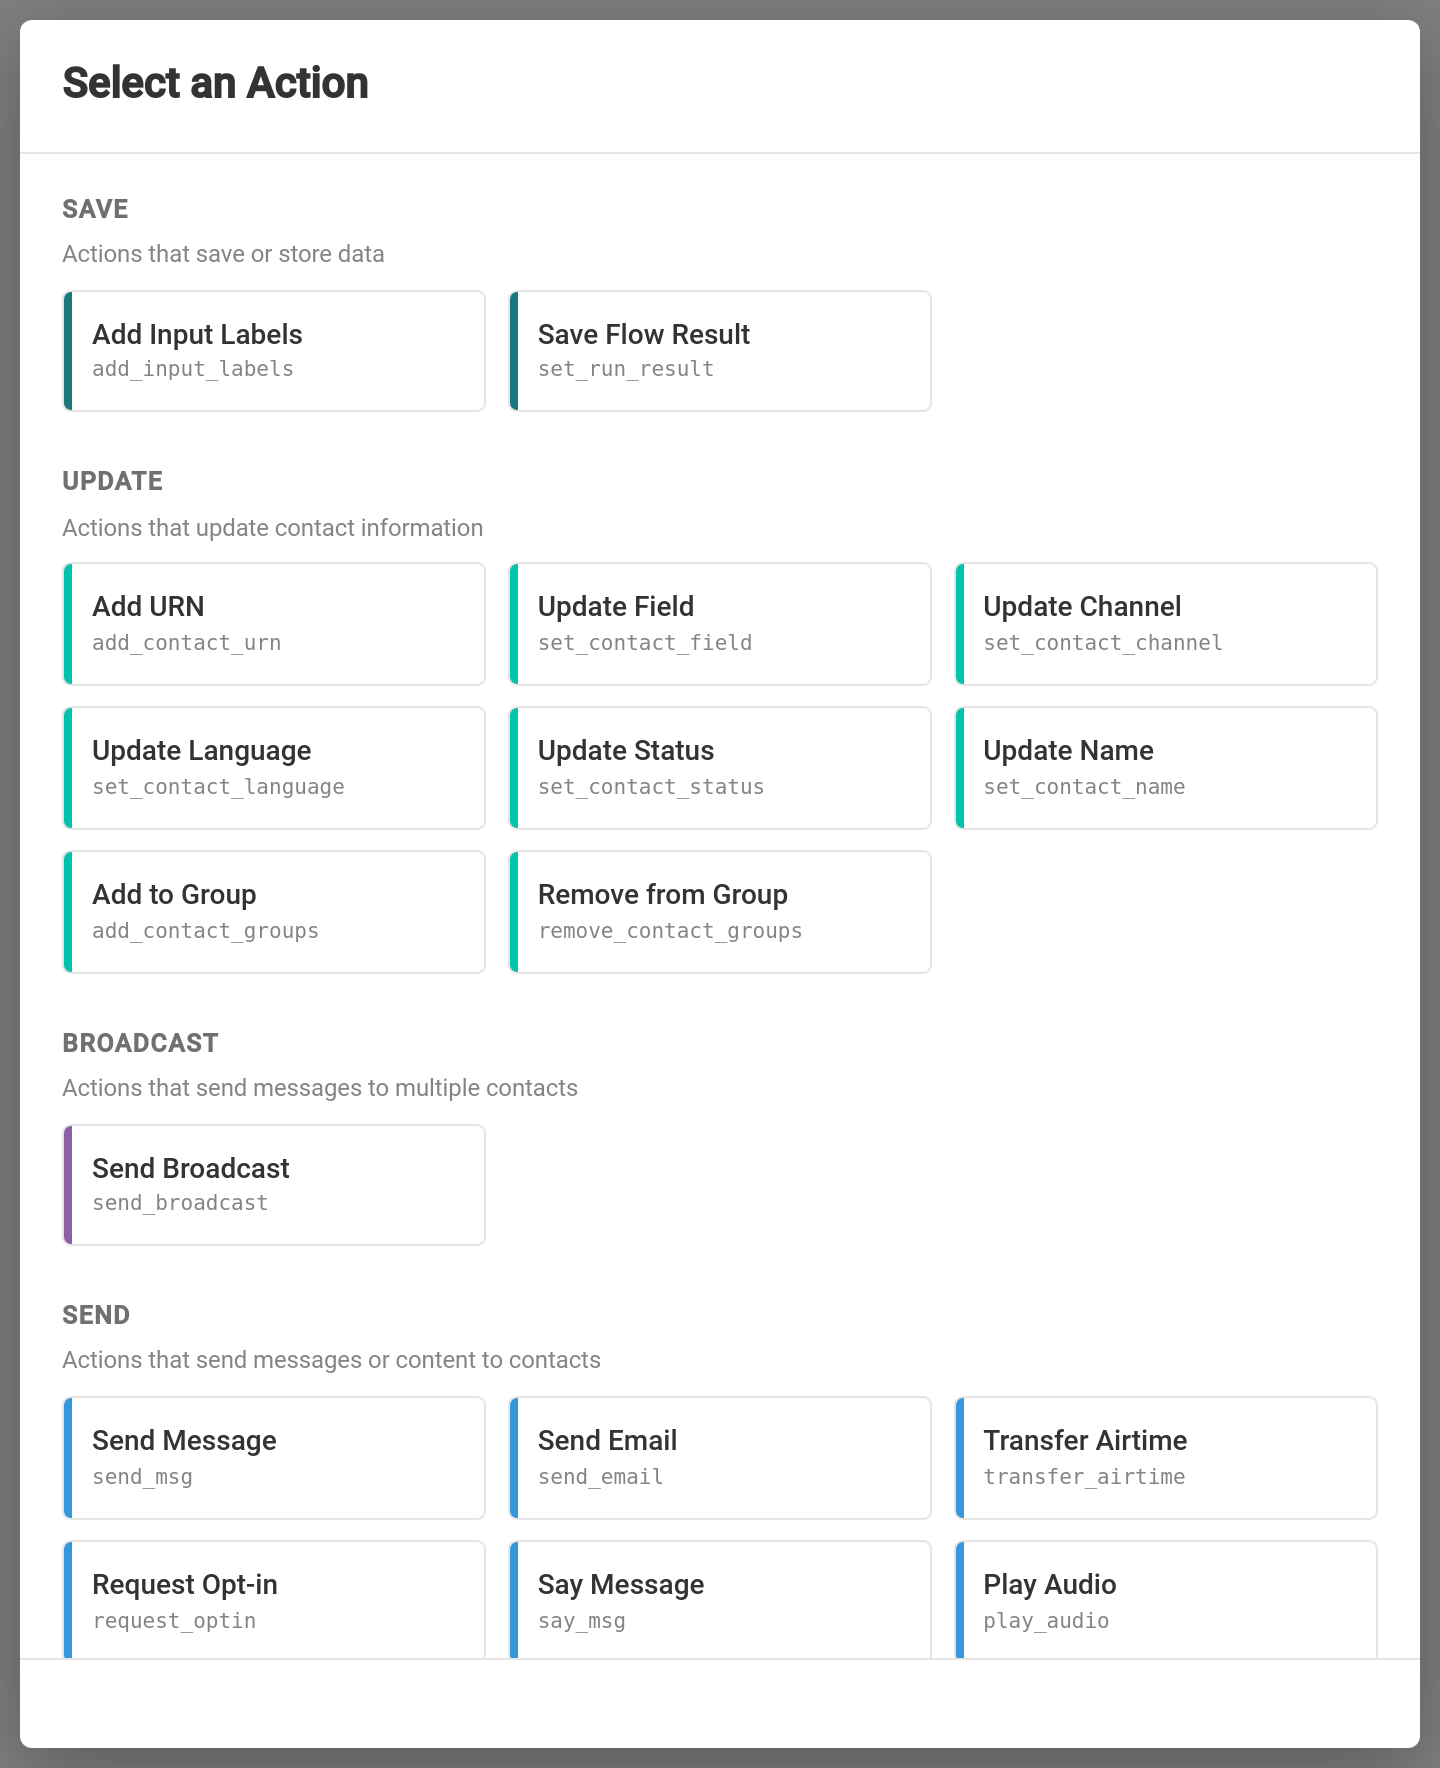 Select an Action
SAVE
Actions that save or store data
Add Input Labels
add_input_labels
Save Flow Result
set_run_result
UPDATE
Actions that update contact information
Add URN
add_contact_urn
Update Field
set_contact_field
Update Channel
set_contact_channel
Update Language
set_contact_language
Update Status
set_contact_status
Update Name
set_contact_name
Add to Group
add_contact_groups
Remove from Group
remove_contact_groups
BROADCAST
Actions that send messages to multiple contacts
Send Broadcast
send_broadcast
SEND
Actions that send messages or content to contacts
Send Message
send_msg
Send Email
send_email
Transfer Airtime
transfer_airtime
Request Opt-in
request_optin
Say Message
say_msg
Play Audio
play_audio